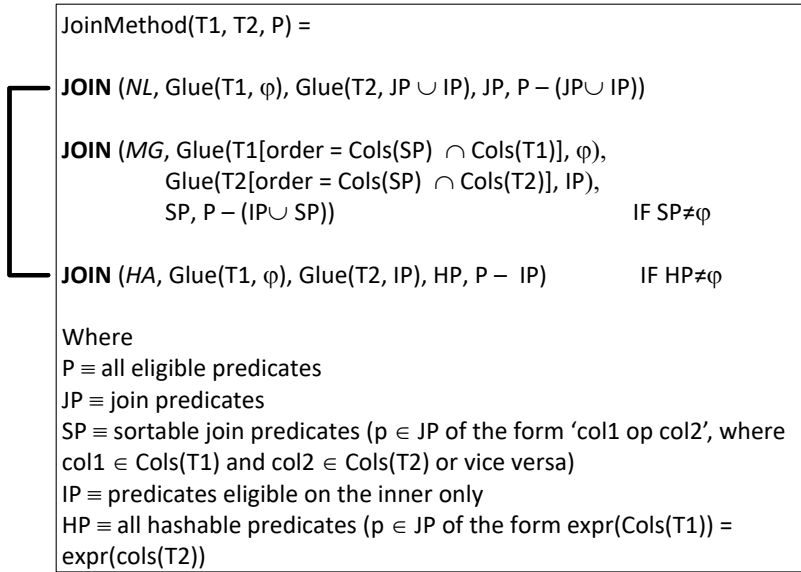 JoinMethod(T1, T2, P) =
JOIN (NL, Glue(T1, φ), Glue(T2, JP ∪ IP), JP, P – (JP∪ IP))
JOIN (MG, Glue(T1[order = Cols(SP) ∩ Cols(T1)], φ),
Glue(T2[order = Cols(SP) ∩ Cols(T2)], IP),
SP, P – (IP∪ SP)) IF SP≠φ
JOIN (HA, Glue(T1, φ), Glue(T2, IP), HP, P – IP) IF HP≠φ
Where
P ≡ all eligible predicates
JP ≡ join predicates
SP ≡ sortable join predicates (p ∈ JP of the form ‘col1 op col2’, where
col1 ∈ Cols(T1) and col2 ∈ Cols(T2) or vice versa)
IP ≡ predicates eligible on the inner only
HP ≡ all hashable predicates (p ∈ JP of the form expr(Cols(T1)) =
expr(cols(T2))